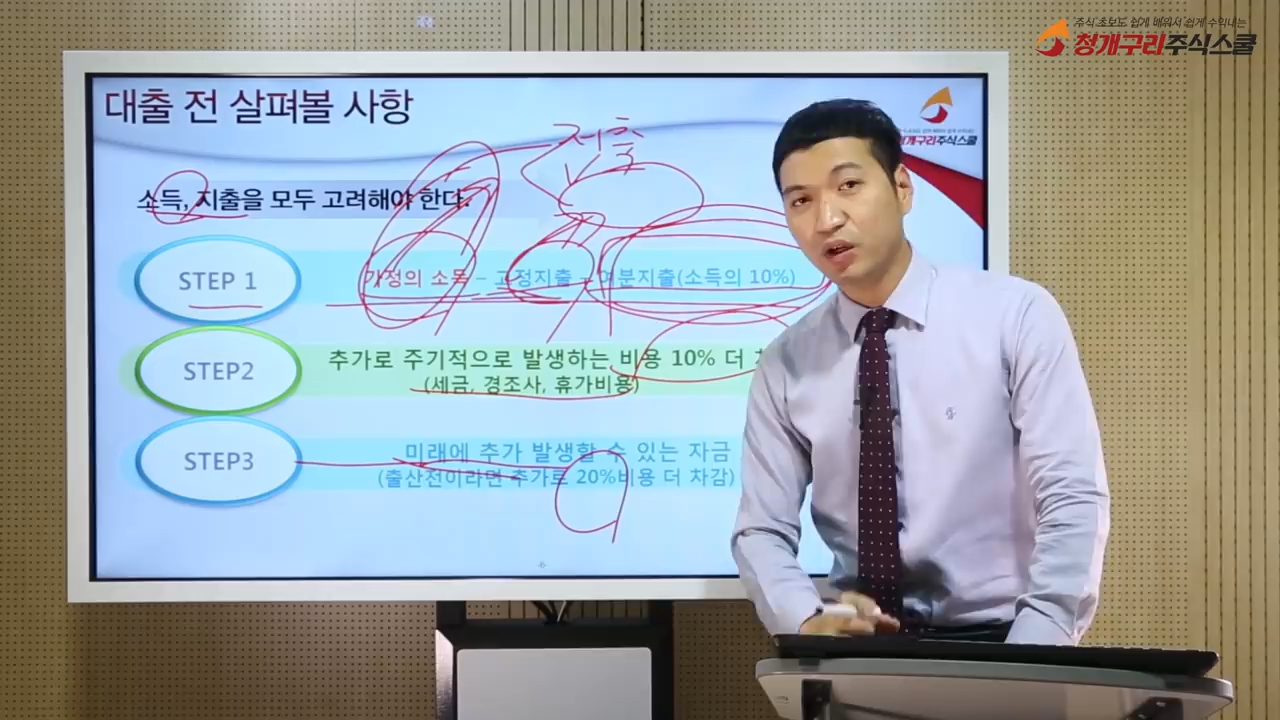 주식 초보도 쉽게 배워서 쉽게 수익내는
청개구리주식스쿨
대출 전 살펴볼 사항
개구리주식스쿨
소득, 지출을 모두 고려해야 한다.
저축
STEP 1
가정의 소득 – 고정지출 – 여분지출(소득의 10%)
STEP2
추가로 주기적으로 발생하는 비용 10% 더
(세금, 경조사, 휴가비용)
STEP3
미래에 추가 발생할 수 있는 자금
(출산전이라면 추가로 20%비용 더 차감)